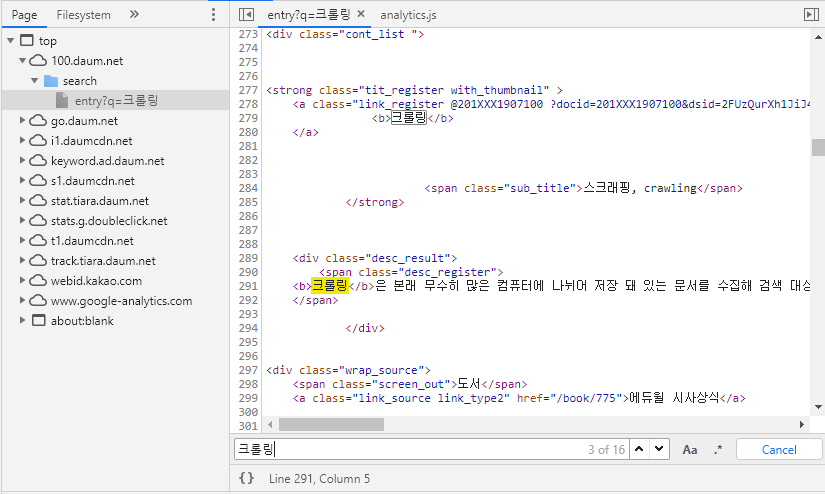 Page Filesystem »
top
100.daum.net
search
entry?q=크롤링
go.daum.net
i1.daumcdn.net
keyword.ad.daum.net
s1.daumcdn.net
stat.tiara.daum.net
stats.g.doubleclick.net
t1.daumcdn.net
track.tiara.daum.net
webid.kakao.com
www.google-analytics.com
about:blank
entry?q=크롤링 × analytics.js
273 <div class="cont_list ">
274
275
276
277 <strong class="tit_register with_thumbnail" >
278 <a class="link_register @201XXX1907100 ?docid=201XXX1907100&dsid=2FUzQurXh1JiJ4
279 <b>크롤링</b>
280 </a>
281
282
283
284 <span class="sub_title">스크래핑, crawling</span>
285 </strong>
286
287
288
289 <div class="desc_result">
290 <span class="desc_register">
291 <b>크롤링</b>은 본래 무수히 많은 컴퓨터에 나뉘어 저장 돼 있는 문서를 수집해 검색 대상
292 </span>
293
294 </div>
295
296
297 <div class="wrap_source">
298 <span class="screen_out">도서</span>
299 <a class="link_source link_type2" href="/book/775">에듀윌 시사상식</a>
300
301
크롤링 3 of 16 Aa .* Cancel
{} Line 291, Column 5